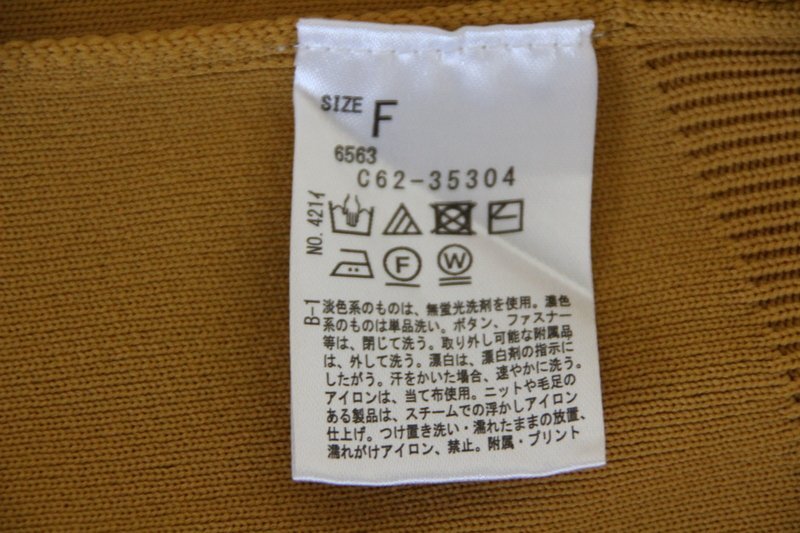 SIZE F
6563
C62-35304
NO. 421イ
F
W
B-1
淡色系のものは、無蛍光洗剤を使用。濃色
系のものは単品洗い。ボタン、ファスナー
等は、閉じて洗う。取り外し可能な附属品
は、外して洗う。漂白は、漂白剤の指示に
したがう。汗をかいた場合、速やかに洗う。
アイロンは、当て布使用。ニットや毛足の
ある製品は、スチームでの浮かしアイロン
仕上げ。つけ置き洗い・濡れたままの放置、
濡れがけアイロン、禁止。附属・プリント